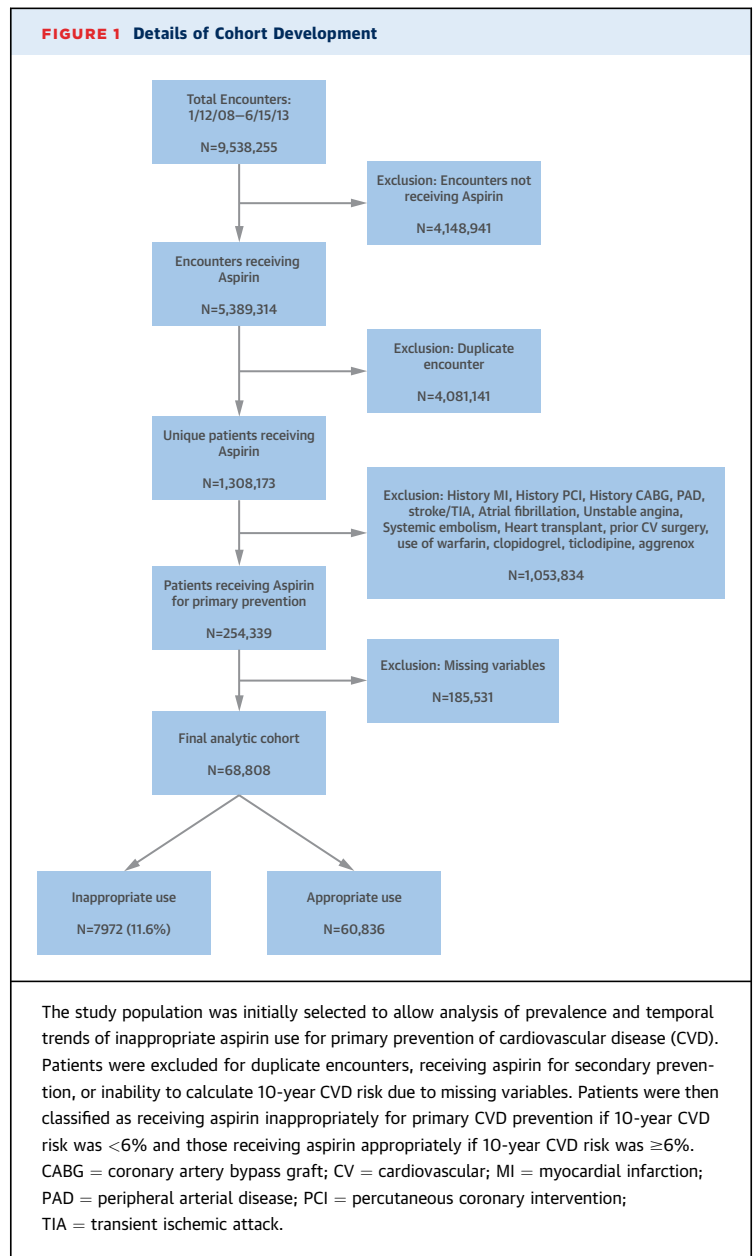 FIGURE 1 Details of Cohort Development
Total Encounters:
1/12/08–6/15/13
N=9,538,255
Exclusion: Encounters not
receiving Aspirin
N=4,148,941
Encounters receiving
Aspirin
N=5,389,314
Exclusion: Duplicate
encounter
N=4,081,141
Unique patients receiving
Aspirin
N=1,308,173
Exclusion: History MI, History PCI, History CABG, PAD,
stroke/TIA, Atrial fibrillation, Unstable angina,
Systemic embolism, Heart transplant, prior CV surgery,
use of warfarin, clopidogrel, ticlodipine, aggrenox
N=1,053,834
Patients receiving Aspirin
for primary prevention
N=254,339
Exclusion: Missing variables
N=185,531
Final analytic cohort
N=68,808
Inappropriate use
N=7972 (11.6%)
Appropriate use
N=60,836
The study population was initially selected to allow analysis of prevalence and temporal
trends of inappropriate aspirin use for primary prevention of cardiovascular disease (CVD).
Patients were excluded for duplicate encounters, receiving aspirin for secondary preven-
tion, or inability to calculate 10-year CVD risk due to missing variables. Patients were then
classified as receiving aspirin inappropriately for primary CVD prevention if 10-year CVD
risk was <6% and those receiving aspirin appropriately if 10-year CVD risk was ≥6%.
CABG = coronary artery bypass graft; CV = cardiovascular; MI = myocardial infarction;
PAD = peripheral arterial disease; PCI = percutaneous coronary intervention;
TIA = transient ischemic attack.